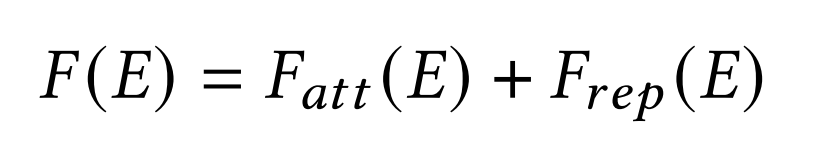 F(E) = F_{att}(E) + F_{rep}(E)